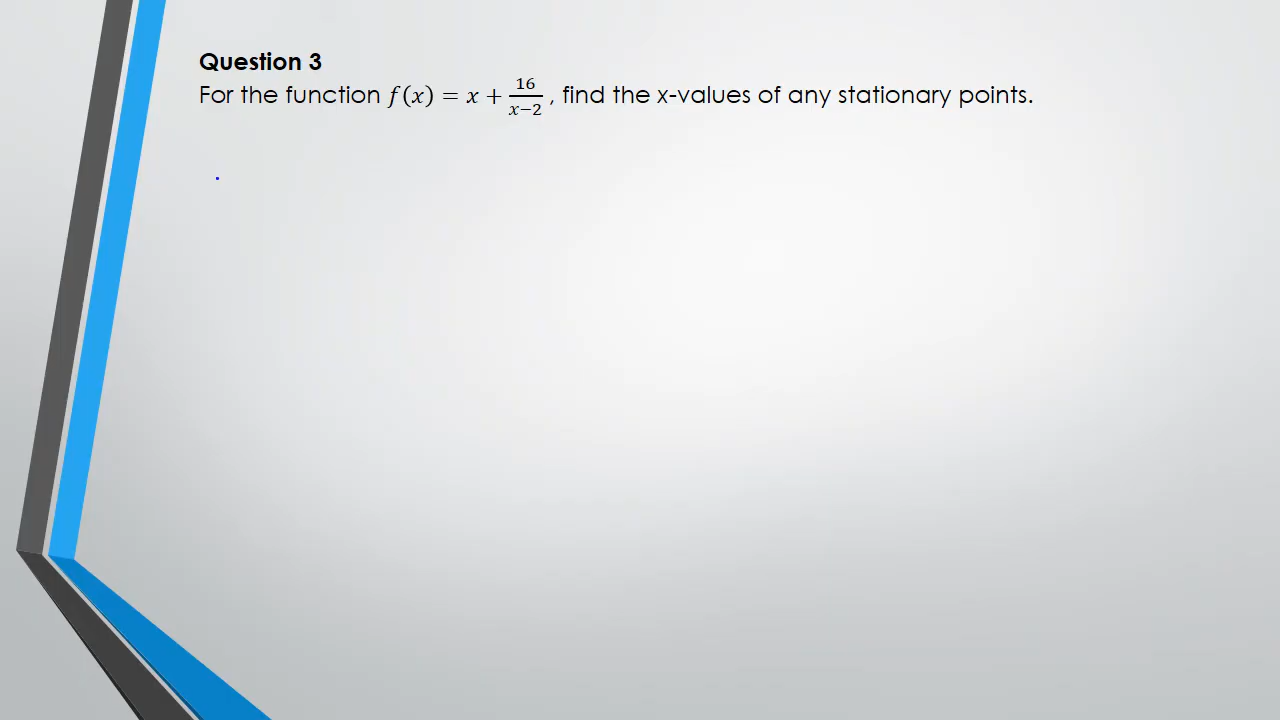 Question 3
For the function f(x) = x + 16/(x−2) , find the x-values of any stationary points.